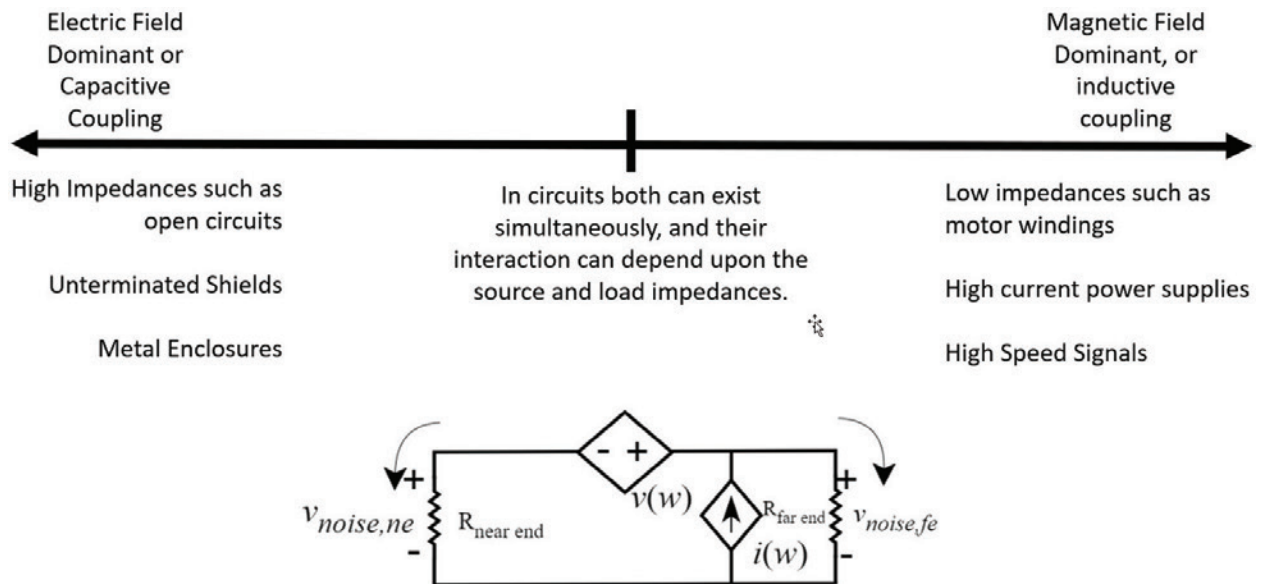 Electric Field
Dominant or
Capacitive
Coupling
Magnetic Field
Dominant, or
inductive
coupling
High Impedances such as
open circuits
Unterminated Shields
Metal Enclosures
In circuits both can exist
simultaneously, and their
interaction can depend upon the
source and load impedances.
Low impedances such as
motor windings
High current power supplies
High Speed Signals
- +
+
v_noise,ne
-
R_near end
v(w)
i(w)
R_far end
+
v_noise,fe
-